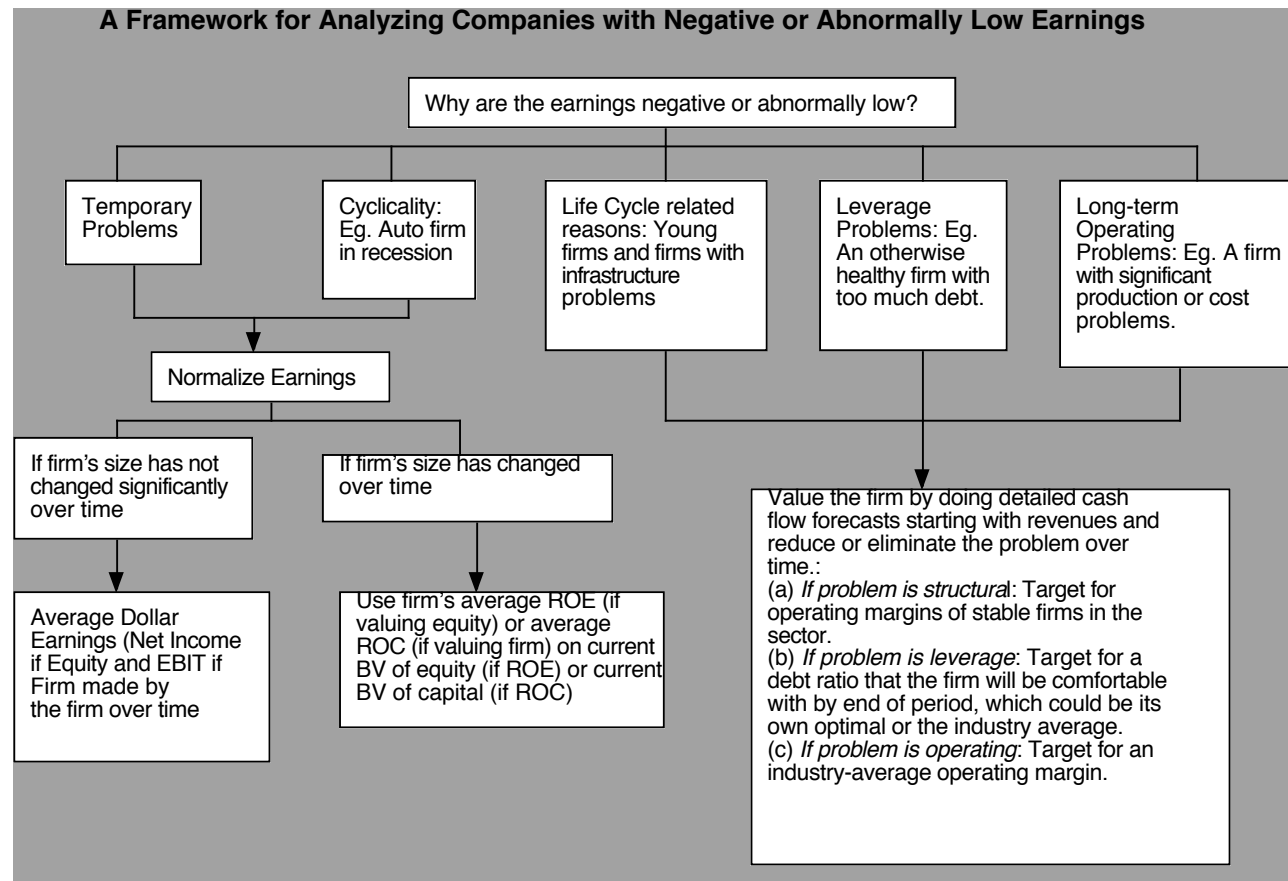 A Framework for Analyzing Companies with Negative or Abnormally Low Earnings
Why are the earnings negative or abnormally low?
Temporary
Problems
Cyclicality:
Eg. Auto firm
in recession
Life Cycle related
reasons: Young
firms and firms with
infrastructure
problems
Leverage
Problems: Eg.
An otherwise
healthy firm with
too much debt.
Long-term
Operating
Problems: Eg. A firm
with significant
production or cost
problems.
Normalize Earnings
If firm's size has not
changed significantly
over time
If firm's size has changed
over time
Average Dollar
Earnings (Net Income
if Equity and EBIT if
Firm made by
the firm over time
Use firm's average ROE (if
valuing equity) or average
ROC (if valuing firm) on current
BV of equity (if ROE) or current
BV of capital (if ROC)
Value the firm by doing detailed cash
flow forecasts starting with revenues and
reduce or eliminate the problem over
time.:
(a) If problem is structural: Target for
operating margins of stable firms in the
sector.
(b) If problem is leverage: Target for a
debt ratio that the firm will be comfortable
with by end of period, which could be its
own optimal or the industry average.
(c) If problem is operating: Target for an
industry-average operating margin.